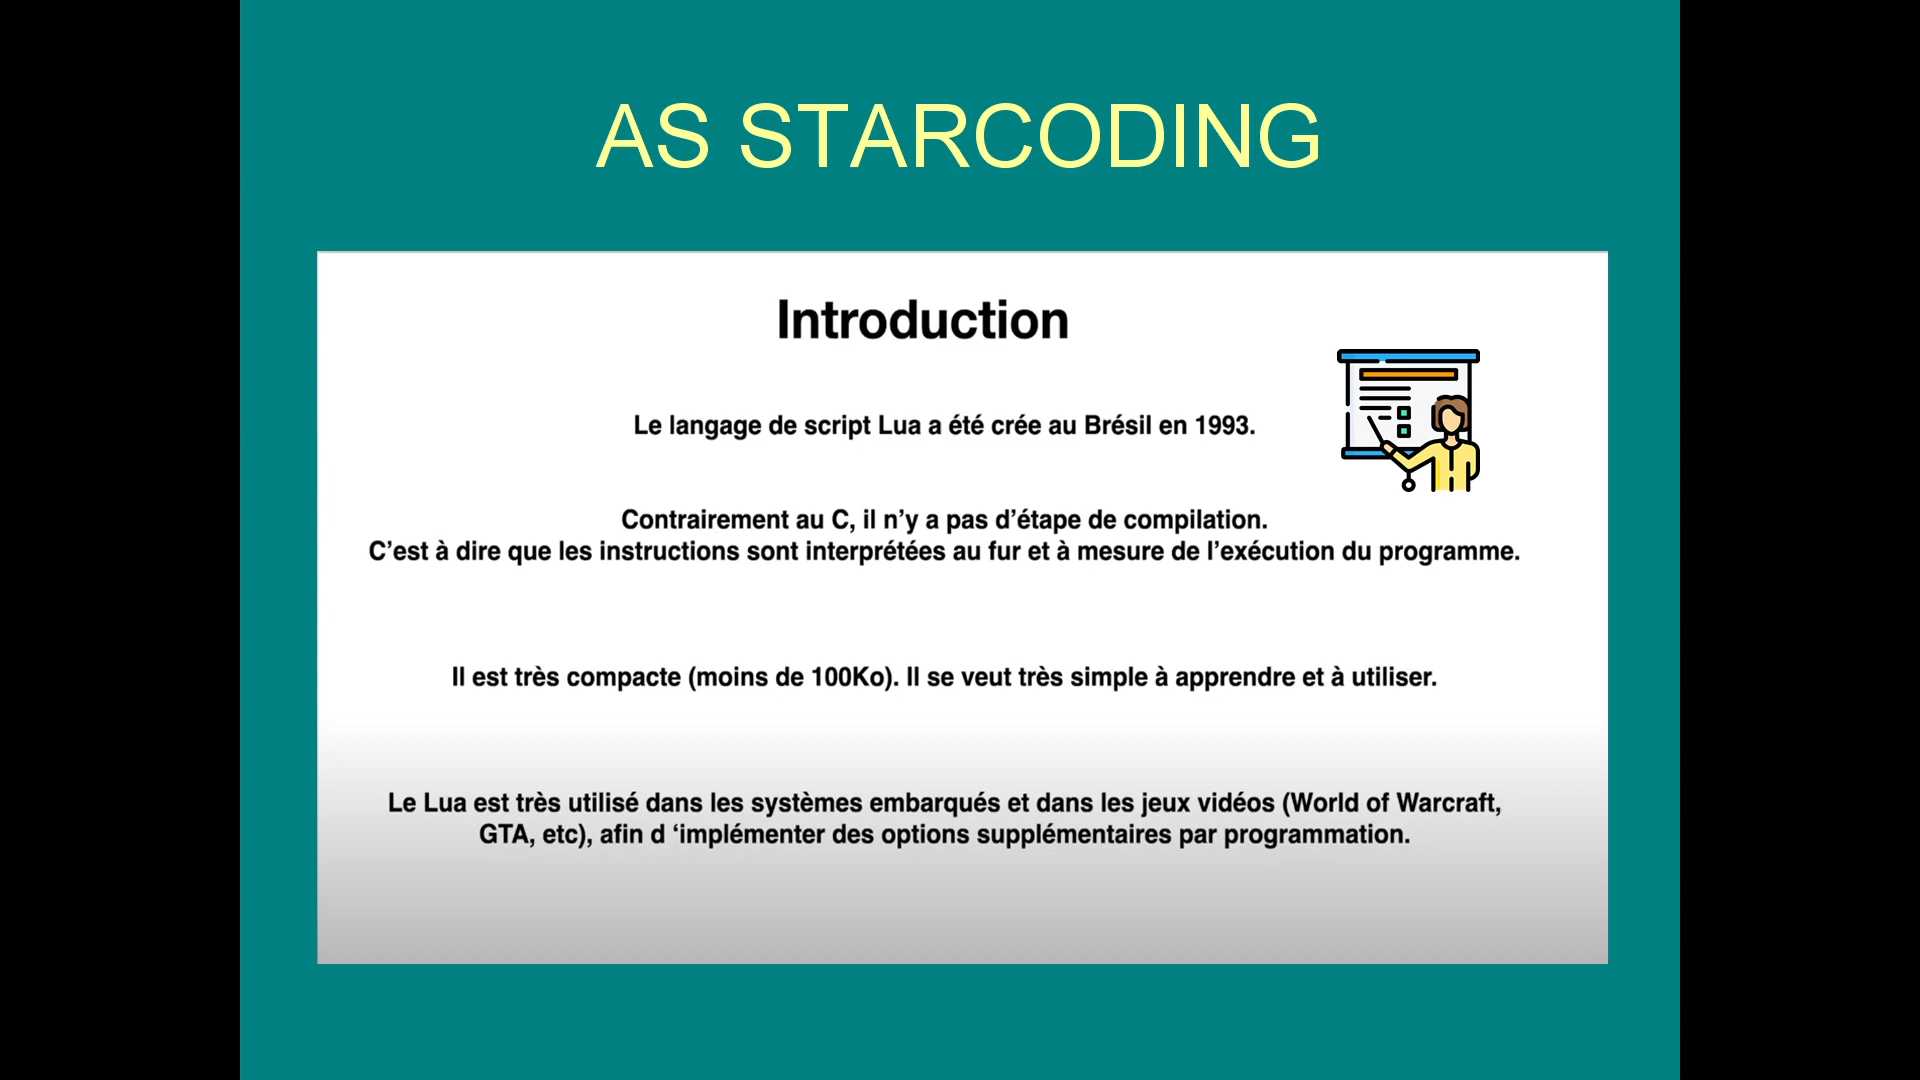 AS STARCODING
Introduction
Le langage de script Lua a été crée au Brésil en 1993.
Contrairement au C, il n’y a pas d’étape de compilation.
C’est à dire que les instructions sont interprétées au fur et à mesure de l’exécution du programme.
Il est très compacte (moins de 100Ko). Il se veut très simple à apprendre et à utiliser.
Le Lua est très utilisé dans les systèmes embarqués et dans les jeux vidéos (World of Warcraft,
GTA, etc), afin d ‘implémenter des options supplémentaires par programmation.